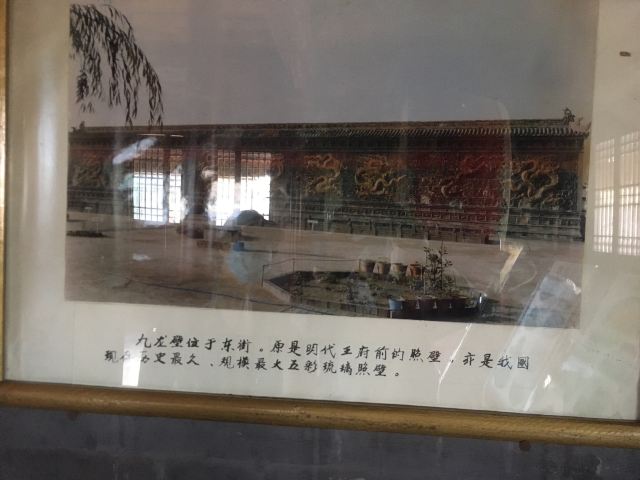 九龙壁位于东街。原是明代王府前的照壁，亦是我國
现存历史最久、规模最大五彩琉璃照壁。